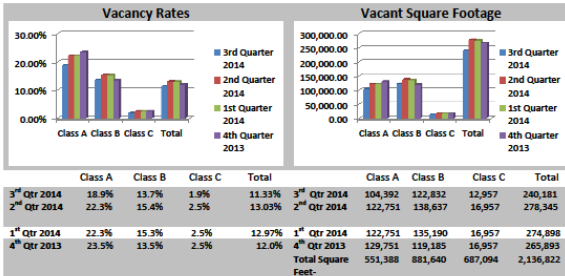 Vacancy Rates
30.00%
20.00%
10.00%
0.00%
Class A Class B Class C Total
3rd Quarter 2014
2nd Quarter 2014
1st Quarter 2014
4th Quarter 2013
Vacant Square Footage
300,000.00
250,000.00
200,000.00
150,000.00
100,000.00
50,000.00
0.00
Class A Class B Class C Total
3rd Quarter 2014
2nd Quarter 2014
1st Quarter 2014
4th Quarter 2013
Class A Class B Class C Total Class A Class B Class C Total
3rd Qtr 2014 18.9% 13.7% 1.9% 11.33% 3rd Qtr 2014 104,392 122,832 12,957 240,181
2nd Qtr 2014 22.3% 15.4% 2.5% 13.03% 2nd Qtr 2014 122,751 138,637 16,957 278,345
1st Qtr 2014 22.3% 15.3% 2.5% 12.97% 1st Qtr 2014 122,751 135,190 16,957 274,898
4th Qtr 2013 23.5% 13.5% 2.5% 12.0% 4th Qtr 2013 129,751 119,185 16,957 265,893
Total Square Feet- 551,388 881,640 687,094 2,136,822